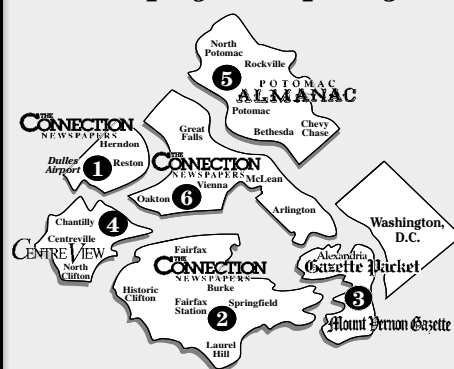 North
Potomac
Rockville
5
POTOMAC
ALMANAC
Potomac
Bethesda
Chevy
Chase
THE
CONNECTION
NEWSPAPERS
Herndon
Dulles
Airport
1
Reston
Great
Falls
THE
CONNECTION
NEWSPAPERS
McLean
Vienna
Oakton
6
Arlington
Washington,
D.C.
Chantilly
4
Centreville
CENTRE VIEW
North
Clifton
Fairfax
THE
CONNECTION
NEWSPAPERS
Burke
Historic
Clifton
Fairfax
Station
Springfield
2
Laurel
Hill
Alexandria
Gazette Packet
3
Mount Vernon Gazette